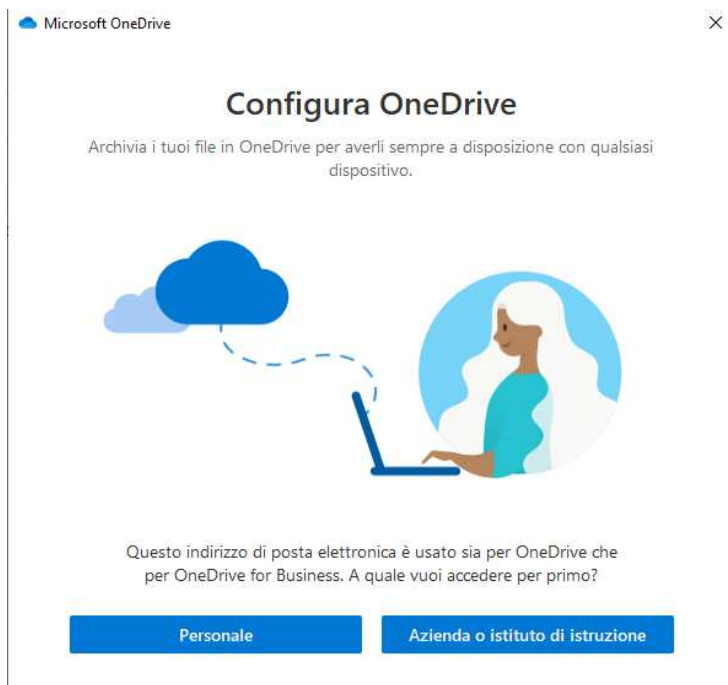 Microsoft OneDrive
Configura OneDrive
Archivia i tuoi file in OneDrive per averli sempre a disposizione con qualsiasi
dispositivo.
Questo indirizzo di posta elettronica è usato sia per OneDrive che
per OneDrive for Business. A quale vuoi accedere per primo?
Personale
Azienda o istituto di istruzione